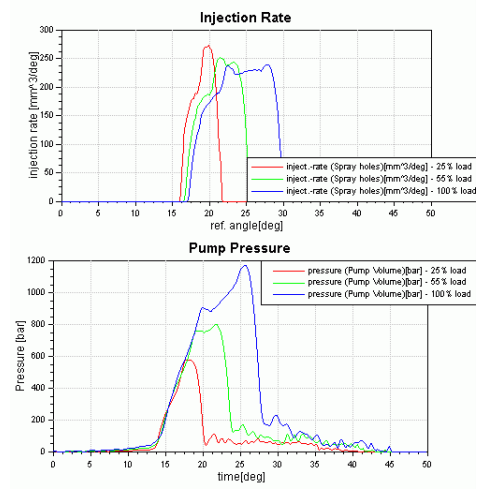 Injection Rate
300
250
200
150
100
50
0
Injection rate [mm^3/deg]
inject.-rate (Spray holes)[mm^3/deg] - 25% load
inject.-rate (Spray holes)[mm^3/deg] - 55% load
inject.-rate (Spray holes)[mm^3/deg] - 100% load
0 5 10 15 20 25 30 35 40 45 50
ref. angle[deg]
Pump Pressure
1200
1000
800
600
400
200
0
Pressure [bar]
pressure (Pump Volume)[bar] - 25% load
pressure (Pump Volume)[bar] - 55% load
pressure (Pump Volume)[bar] - 100% load
0 5 10 15 20 25 30 35 40 45 50
time[deg]